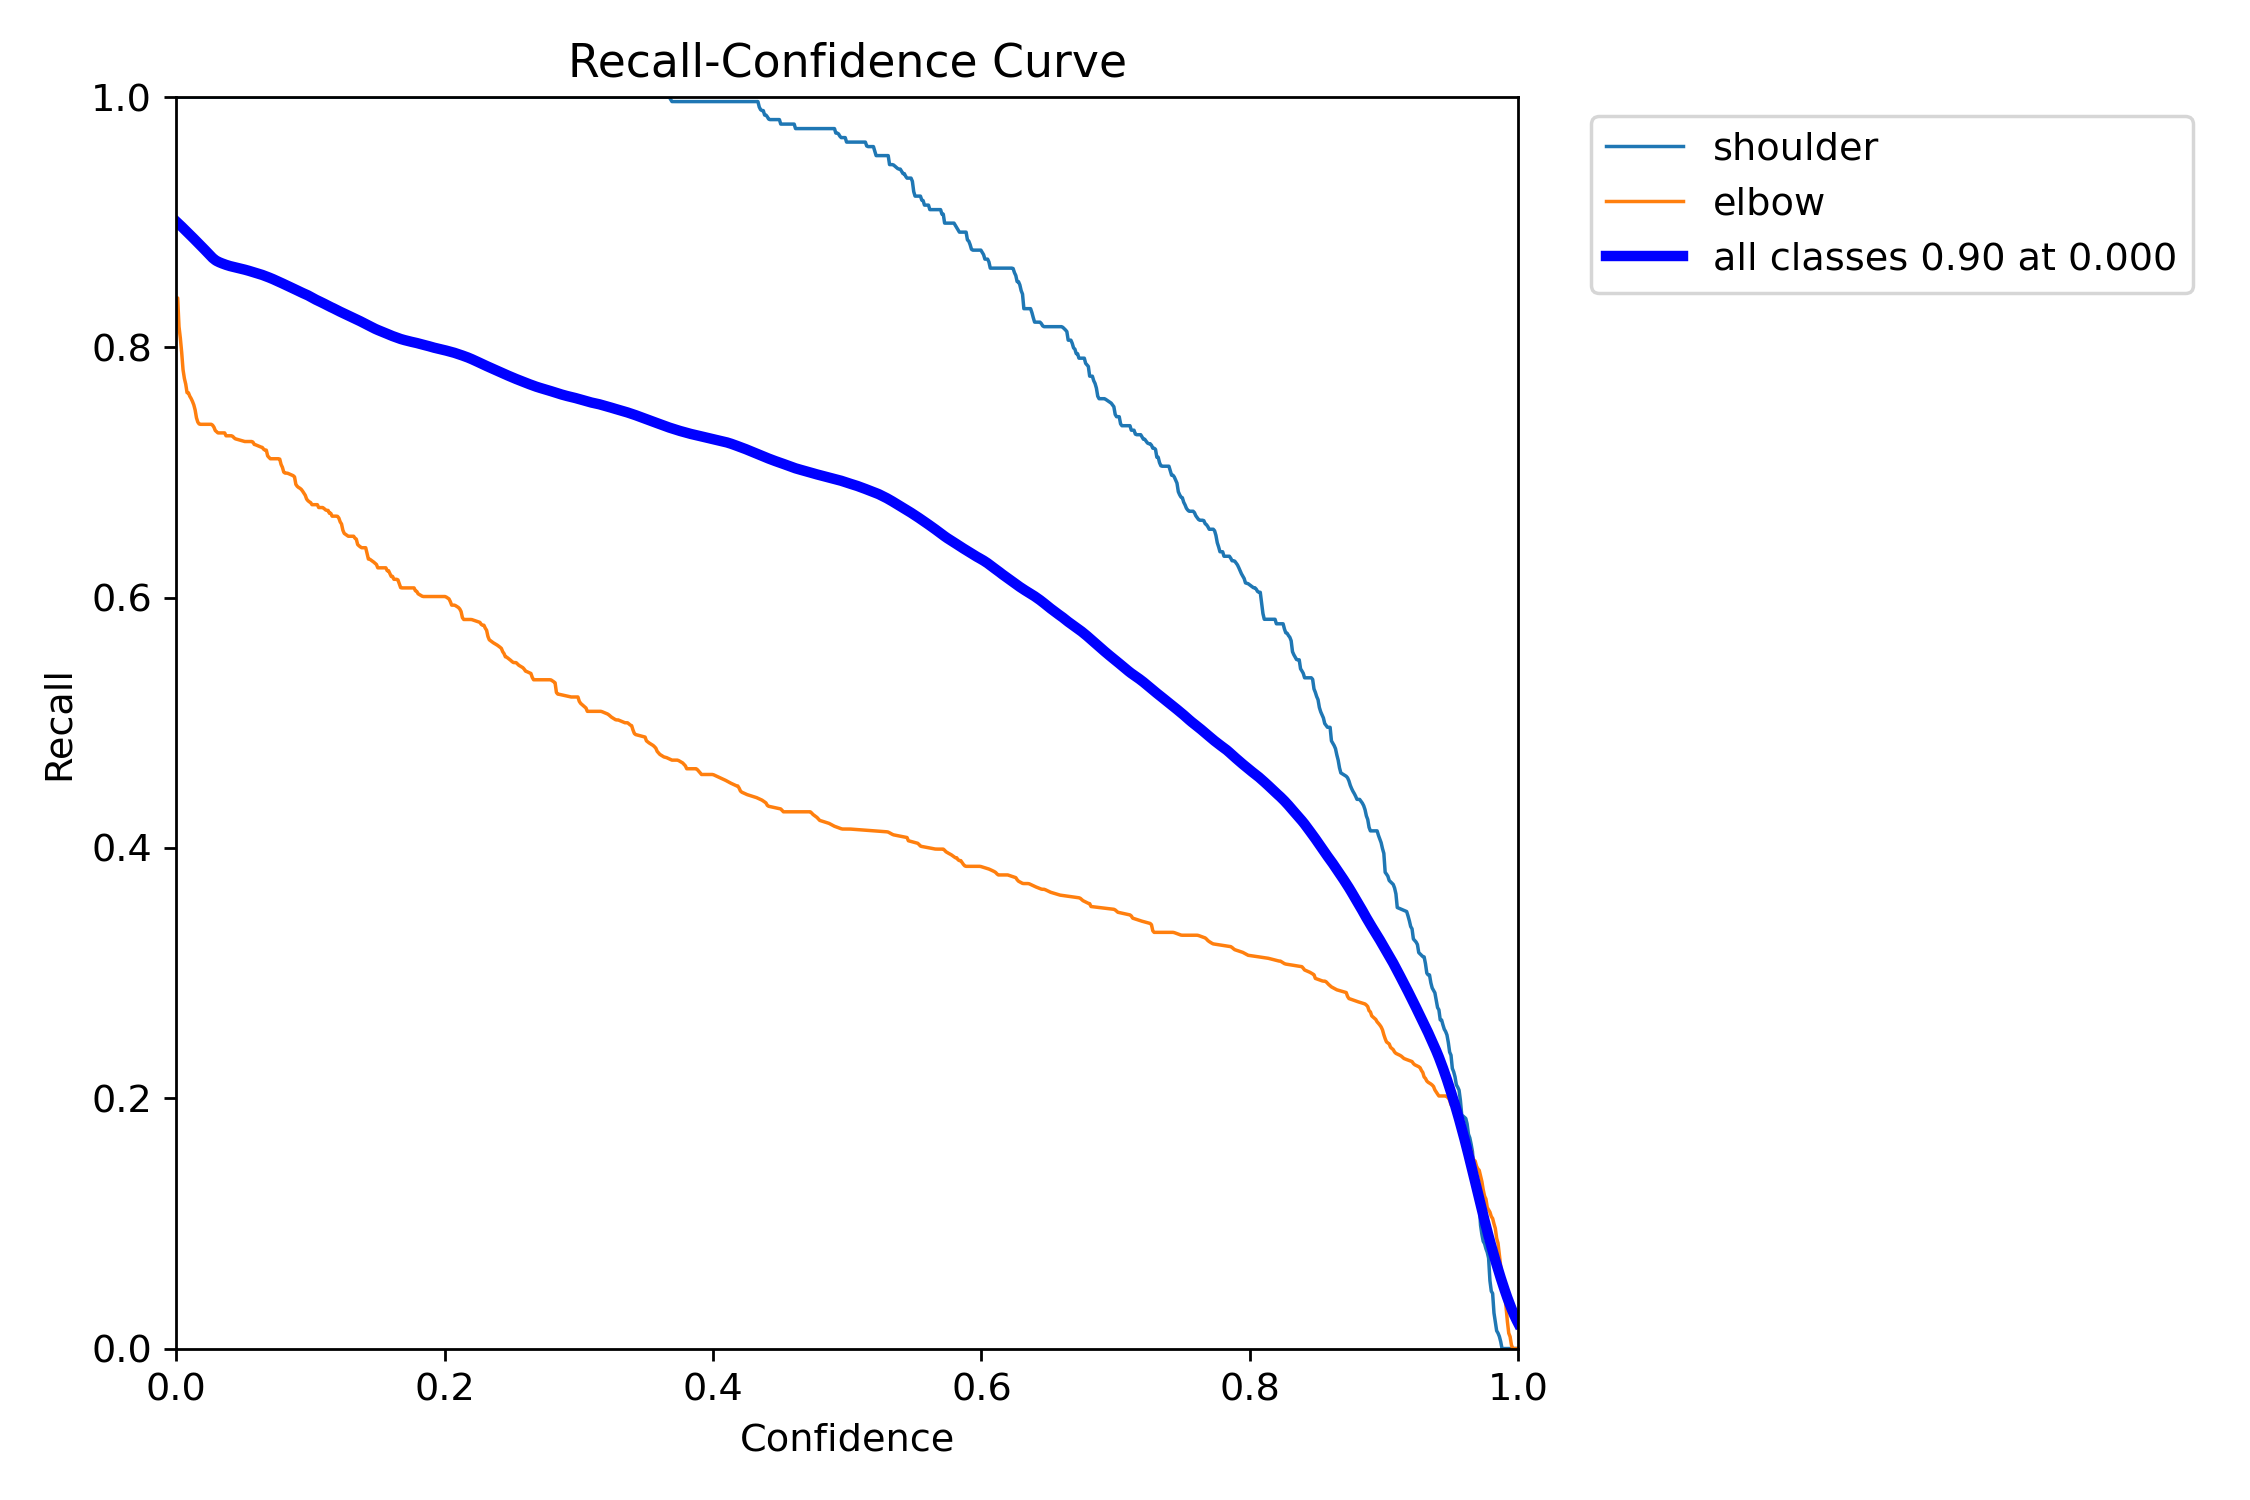 Recall-Confidence Curve
1.0
0.8
0.6
0.4
0.2
0.0
Recall
0.0 0.2 0.4 0.6 0.8 1.0
Confidence
shoulder
elbow
all classes 0.90 at 0.000